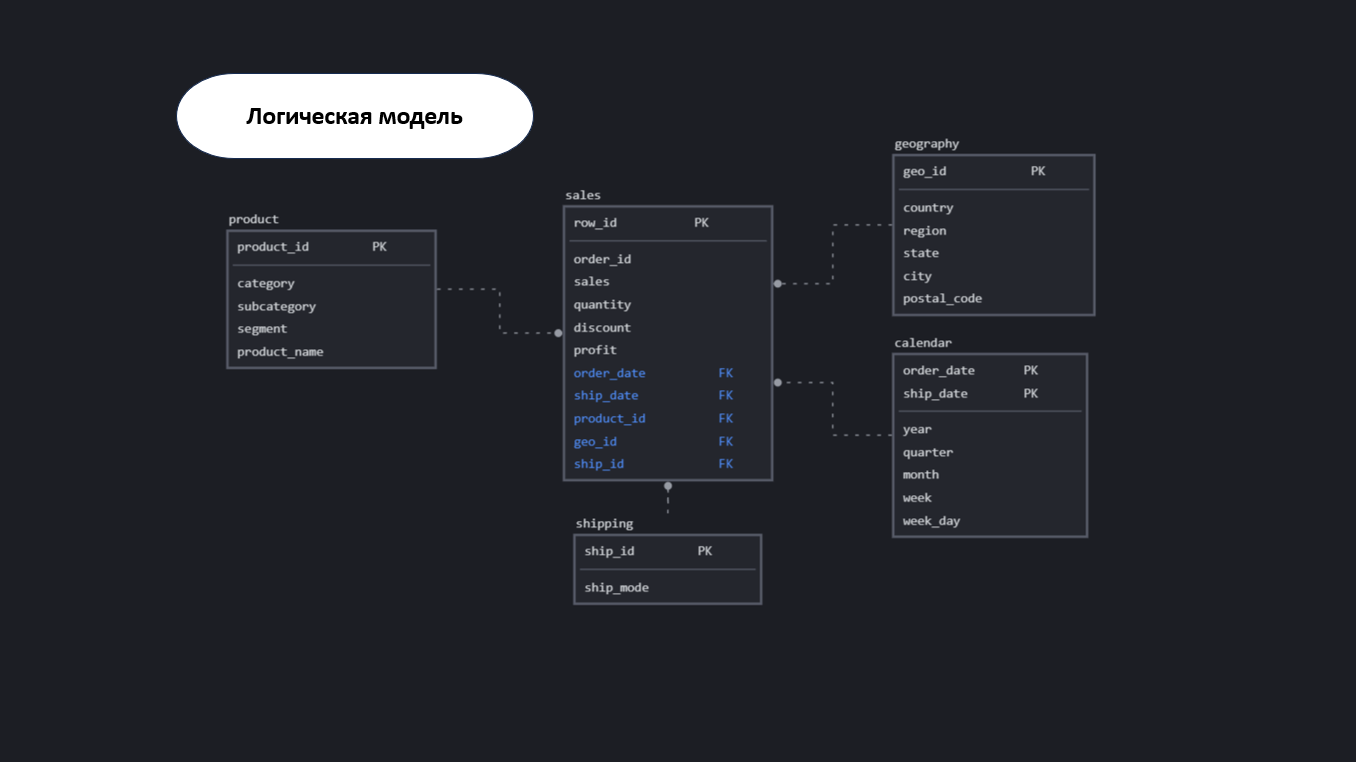 Логическая модель
product
product_id PK
category
subcategory
segment
product_name
sales
row_id PK
order_id
sales
quantity
discount
profit
order_date FK
ship_date FK
product_id FK
geo_id FK
ship_id FK
shipping
ship_id PK
ship_mode
geography
geo_id PK
country
region
state
city
postal_code
calendar
order_date PK
ship_date PK
year
quarter
month
week
week_day